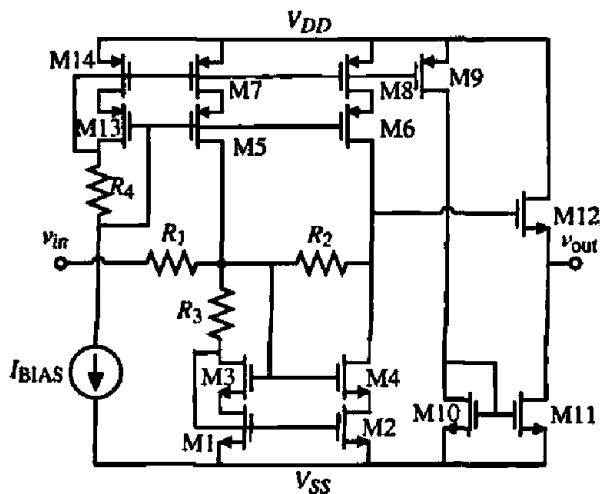 V_DD
M14
M7
M8
M9
M13
M5
M6
R_4
M12
v_in
R_1
R_2
v_out
R_3
I_BIAS
M3
M4
M10
M11
M1
M2
V_SS